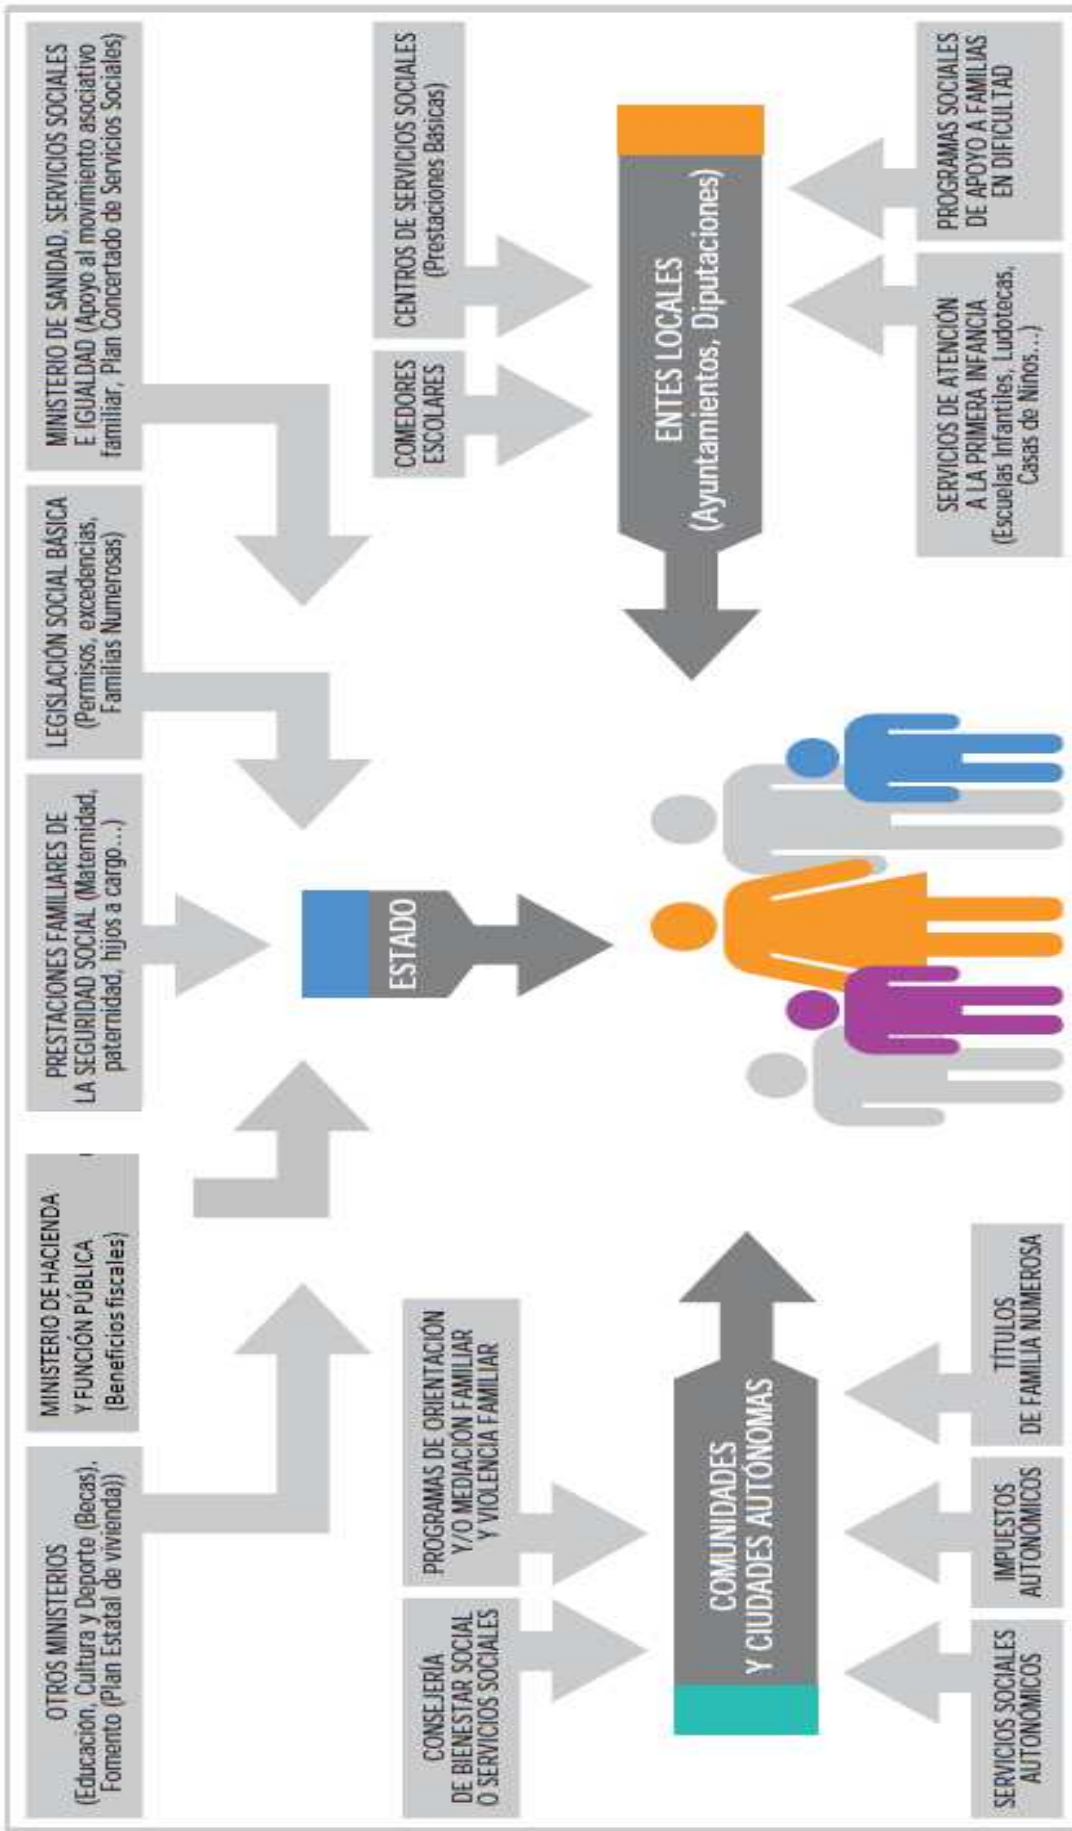 OTROS MINISTERIOS
(Educación, Cultura y Deporte (Becas),
Fomento (Plan Estatal de vivienda))
MINISTERIO DE HACIENDA
Y FUNCIÓN PÚBLICA
(Beneficios fiscales)
PRESTACIONES FAMILIARES DE
LA SEGURIDAD SOCIAL (Maternidad,
paternidad, hijos a cargo...)
LEGISLACIÓN SOCIAL BÁSICA
(Permisos, excedencias,
Familias Numerosas)
MINISTERIO DE SANIDAD, SERVICIOS SOCIALES
E IGUALDAD (Apoyo al movimiento asociativo
familiar, Plan Concertado de Servicios Sociales)
CONSEJERÍA
DE BIENESTAR SOCIAL
O SERVICIOS SOCIALES
PROGRAMAS DE ORIENTACIÓN
Y/O MEDIACIÓN FAMILIAR
Y VIOLENCIA FAMILIAR
ESTADO
COMEDORES
ESCOLARES
CENTROS DE SERVICIOS SOCIALES
(Prestaciones Básicas)
COMUNIDADES
Y CIUDADES AUTÓNOMAS
ENTES LOCALES
(Ayuntamientos, Diputaciones)
SERVICIOS SOCIALES
AUTONÓMICOS
IMPUESTOS
AUTONÓMICOS
TÍTULOS
DE FAMILIA NUMEROSA
SERVICIOS DE ATENCIÓN
A LA PRIMERA INFANCIA
(Escuelas Infantiles, Ludotecas,
Casas de Niños...)
PROGRAMAS SOCIALES
DE APOYO A FAMILIAS
EN DIFICULTAD